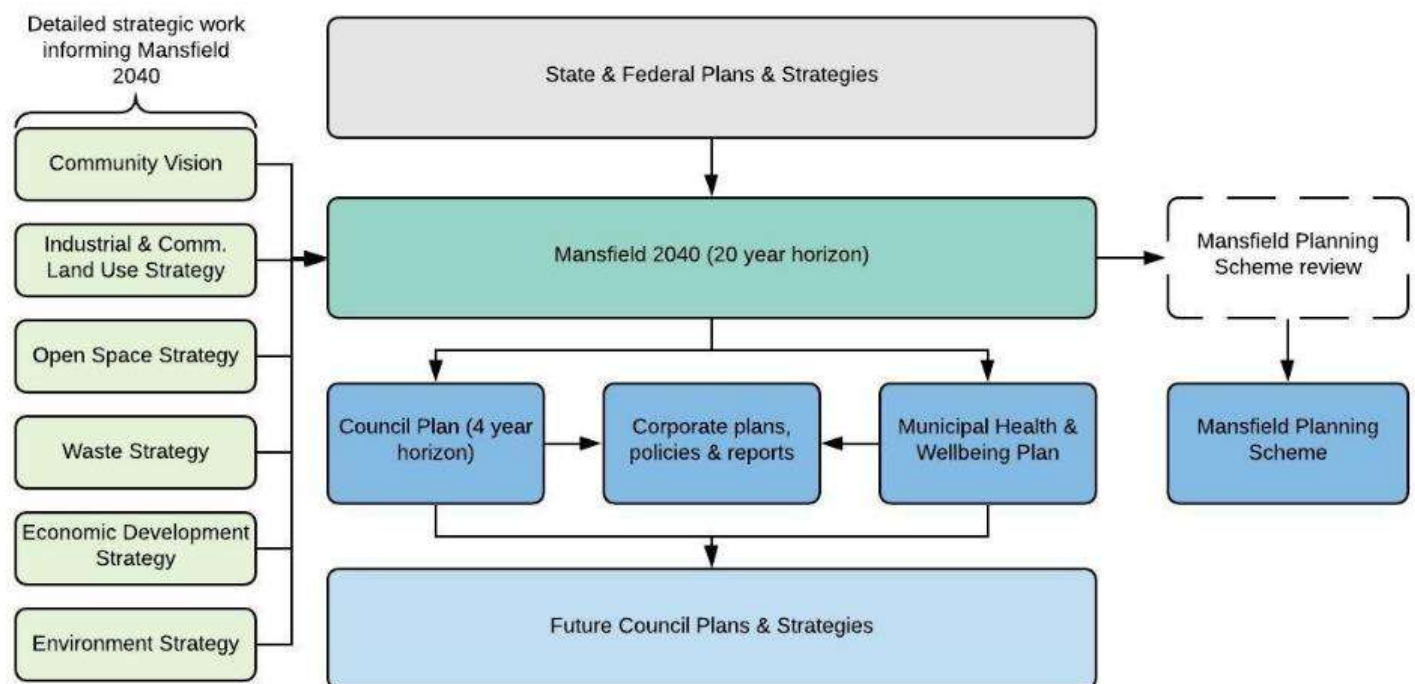 Detailed strategic work
informing Mansfield
2040
Community Vision
Industrial & Comm.
Land Use Strategy
Open Space Strategy
Waste Strategy
Economic Development
Strategy
Environment Strategy
State & Federal Plans & Strategies
Mansfield 2040 (20 year horizon)
Mansfield Planning
Scheme review
Council Plan (4 year
horizon)
Corporate plans,
policies & reports
Municipal Health &
Wellbeing Plan
Mansfield Planning
Scheme
Future Council Plans & Strategies